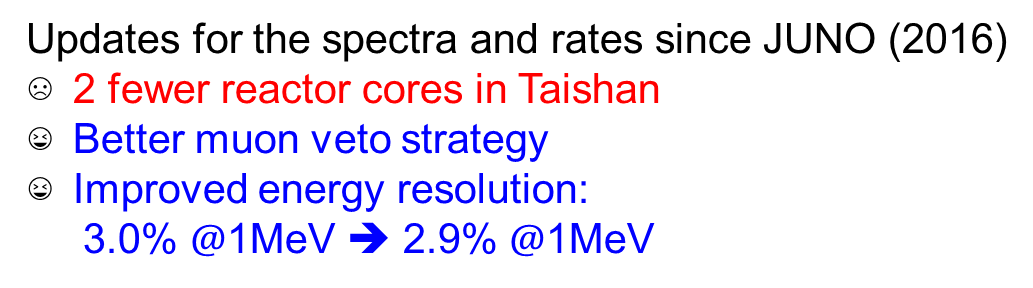 Updates for the spectra and rates since JUNO (2016)
☹ 2 fewer reactor cores in Taishan
😆 Better muon veto strategy
😆 Improved energy resolution:
3.0% @1MeV ➔ 2.9% @1MeV